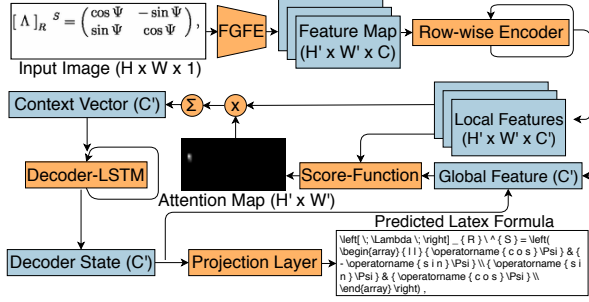 [ Λ ]_R ^S = ( cos Ψ − sin Ψ
sin Ψ cos Ψ ) ,
Input Image (H x W x 1)
FGFE
Feature Map
(H' x W' x C)
Row-wise Encoder
Context Vector (C')
Σ
x
Local Features
(H' x W' x C')
Decoder-LSTM
Attention Map (H' x W')
Score-Function
Global Feature (C')
Predicted Latex Formula
Decoder State (C')
Projection Layer
\left[ \; \Lambda \; \right] _ { R } \ ^ { S } = \left(
\begin{array} { l l } { \operatorname { c o s } \Psi } & {
- \operatorname { s i n } \Psi } \\ { \operatorname { s i
n } \Psi } & { \operatorname { c o s } \Psi } \\
\end{array} \right) ,